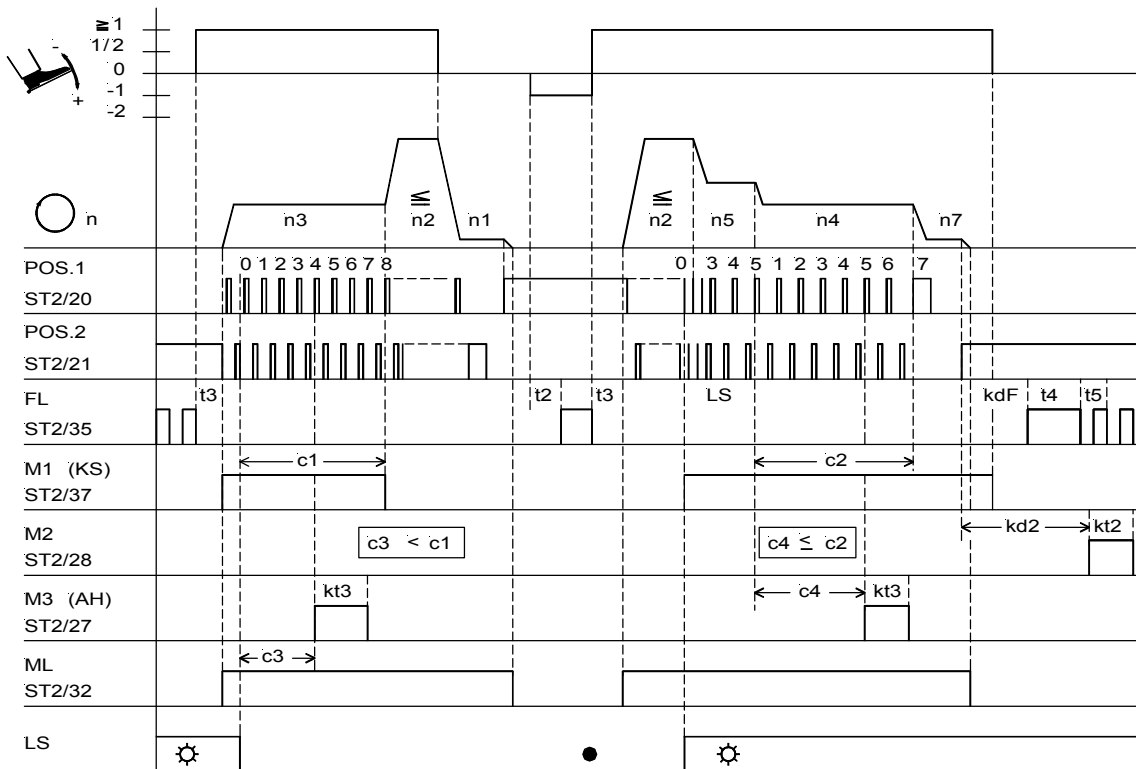 ≧ 1
1/2
0
-1
-2
-
+
n
n3
≦
n2
n1
≦
n2
n5
n4
n7
POS.1
ST2/20
0 1 2 3 4 5 6 7 8
0 3 4 5 1 2 3 4 5 6 7
POS.2
ST2/21
FL
ST2/35
t3
t2
t3
LS
kdF
t4
t5
M1 (KS)
ST2/37
c1
c2
M2
ST2/28
c3 < c1
c4 ≤ c2
kd2
kt2
M3 (AH)
ST2/27
kt3
c4
kt3
ML
ST2/32
c3
LS